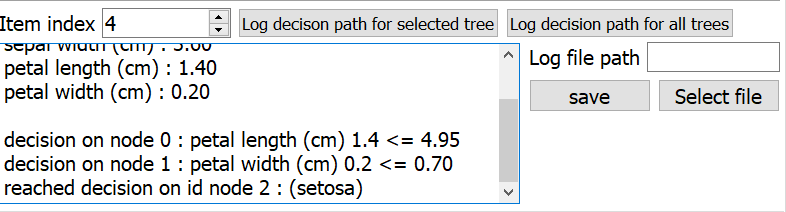 Item index 4 Log decison path for selected tree Log decision path for all trees
sepal width (cm) : 3.60
petal length (cm) : 1.40
petal width (cm) : 0.20
decision on node 0 : petal length (cm) 1.4 <= 4.95
decision on node 1 : petal width (cm) 0.2 <= 0.70
reached decision on id node 2 : (setosa)
Log file path
save Select file